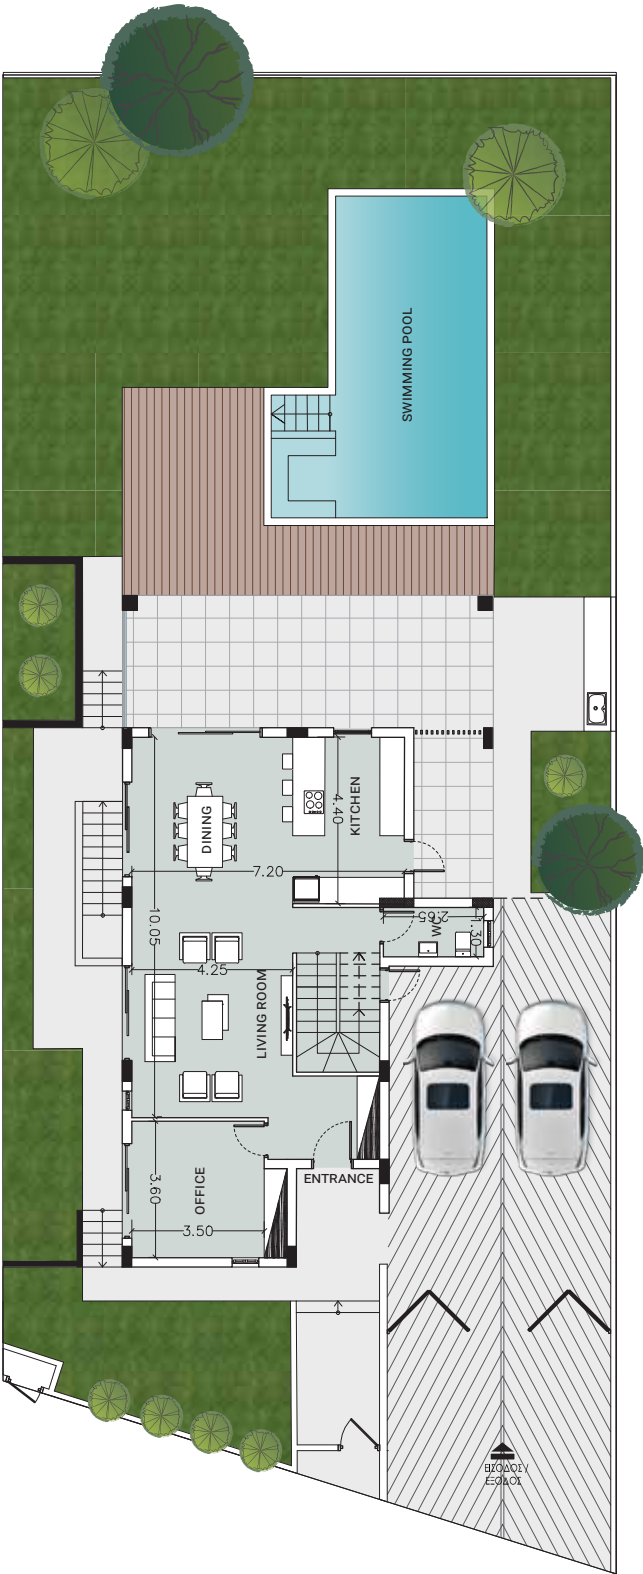 SWIMMING POOL
DINING
KITCHEN
4.40
7.20
10.05
2.65
WC
1.30
4.25
LIVING ROOM
ENTRANCE
OFFICE
3.60
3.50
ΕΙΣΟΔΟΣ /
ΕΞΟΔΟΣ